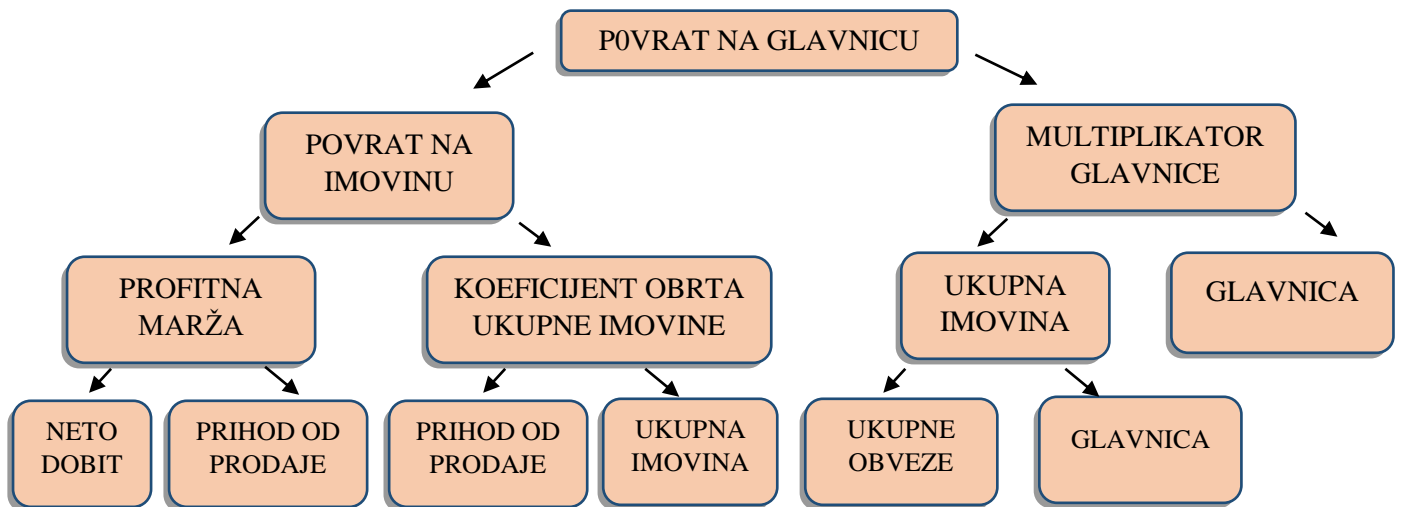 P0VRAT NA GLAVNICU
POVRAT NA
IMOVINU
MULTIPLIKATOR
GLAVNICE
PROFITNA
MARŽA
KOEFICIJENT OBRTA
UKUPNE IMOVINE
UKUPNA
IMOVINA
GLAVNICA
NETO
DOBIT
PRIHOD OD
PRODAJE
PRIHOD OD
PRODAJE
UKUPNA
IMOVINA
UKUPNE
OBVEZE
GLAVNICA